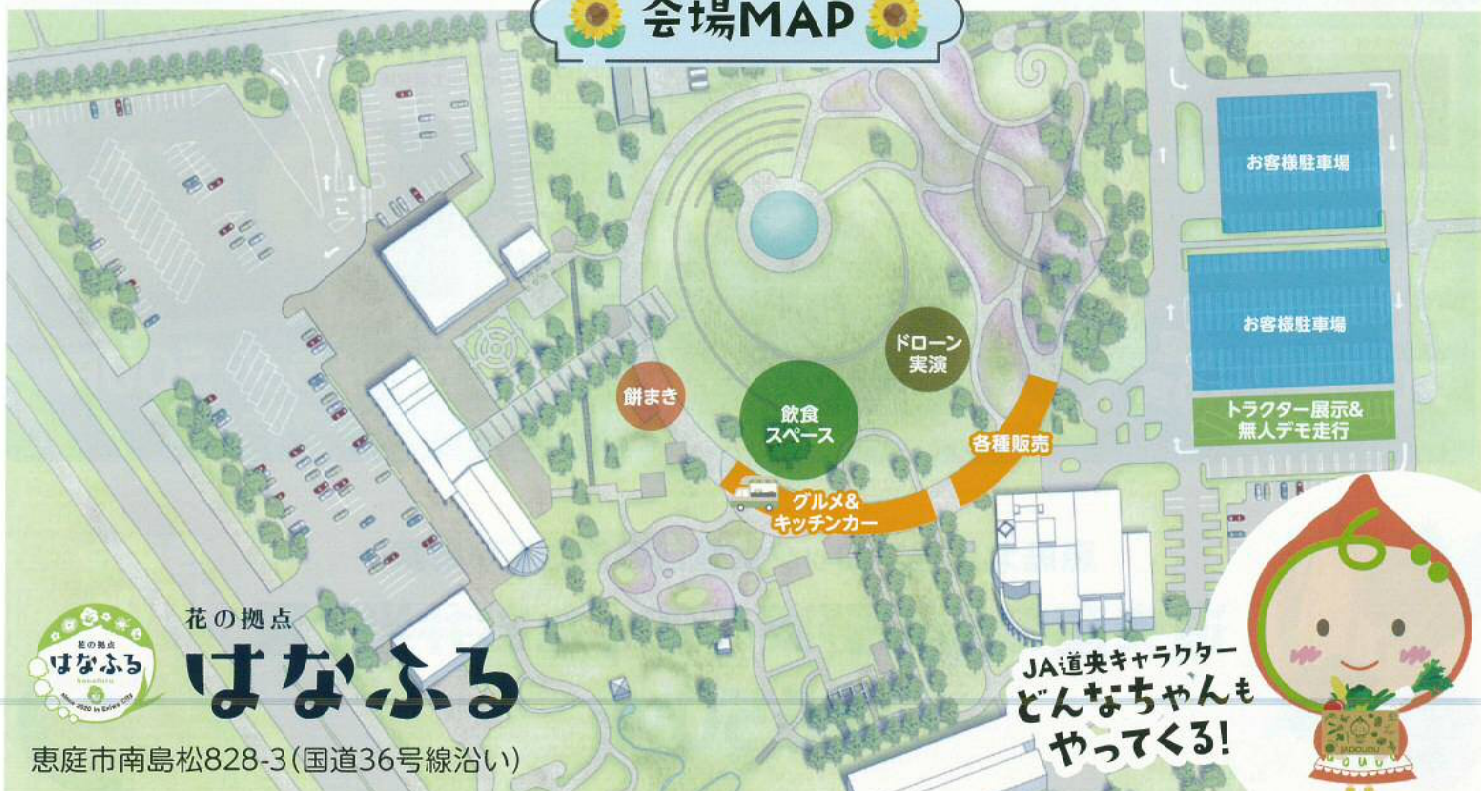 会場MAP
お客様駐車場
お客様駐車場
ドローン
実演
餅まき
飲食
スペース
トラクター展示&
無人デモ走行
各種販売
グルメ&
キッチンカー
花の拠点
はなふる
花の拠点
はなふる
hanafuru
since 2020 in Eniwa City
恵庭市南島松828-3(国道36号線沿い)
JA道央キャラクター
どんなちゃんも
やってくる!